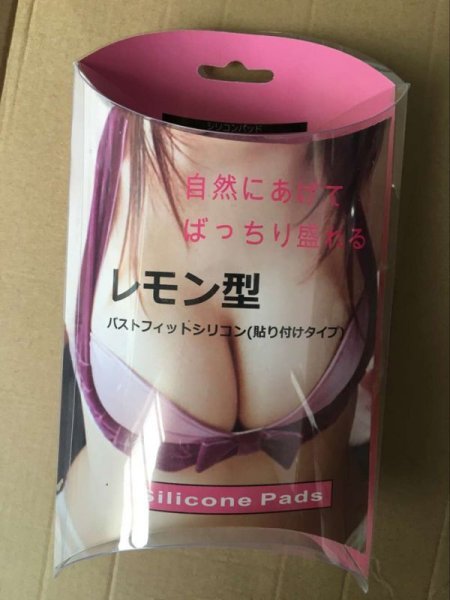 シリコンパッド
自然にあげて
ばっちり盛れる
レモン型
バストフィットシリコン(貼り付けタイプ)
Silicone Pads